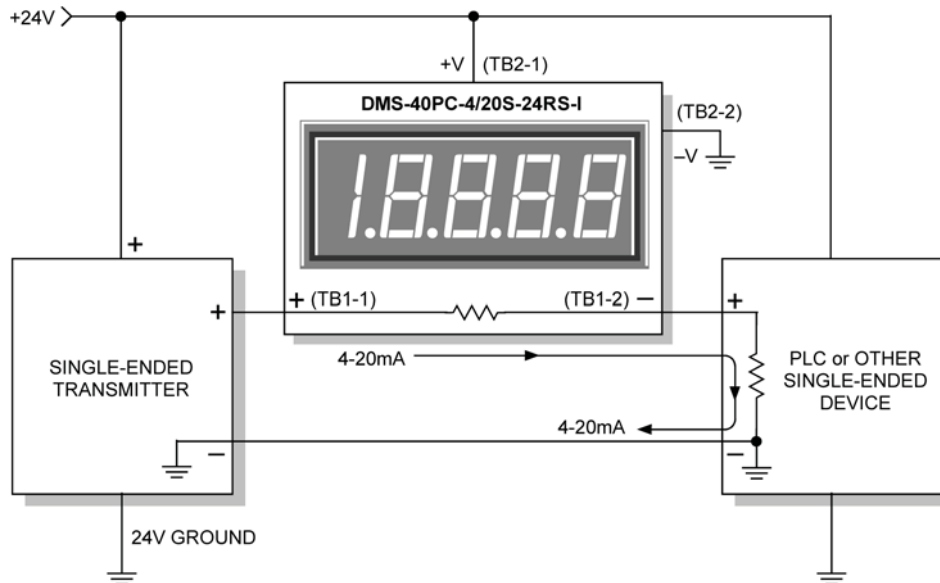 +24V
+V (TB2-1)
DMS-40PC-4/20S-24RS-I
(TB2-2)
–V
1.8.8.8.8
+
+ (TB1-1)
(TB1-2) –
+
+
SINGLE-ENDED
TRANSMITTER
4-20mA
PLC or OTHER
SINGLE-ENDED
DEVICE
4-20mA
–
–
24V GROUND